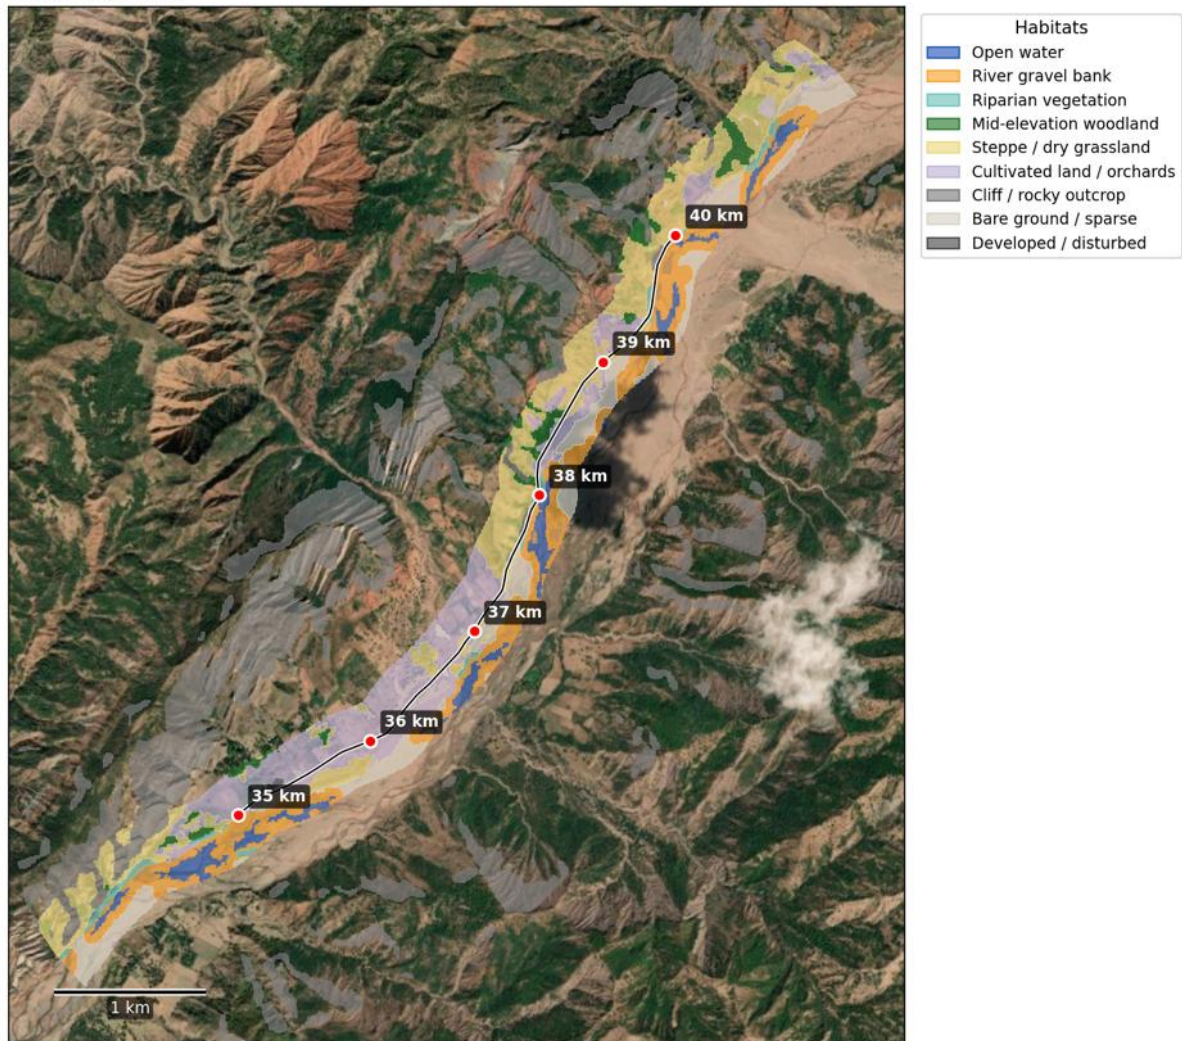 Habitats
Open water
River gravel bank
Riparian vegetation
Mid-elevation woodland
Steppe / dry grassland
Cultivated land / orchards
Cliff / rocky outcrop
Bare ground / sparse
Developed / disturbed
40 km
39 km
38 km
37 km
36 km
35 km
1 km